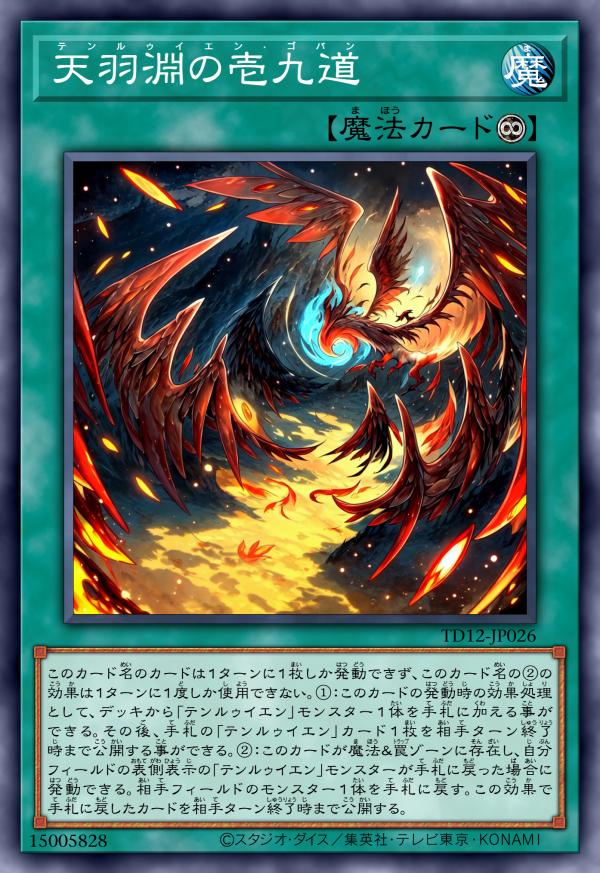 テンルゥイエン・ゴバン
天羽淵の壱九道
魔
【魔法カード♾】
TD12-JP026
このカード名のカードは1ターンに1枚しか発動できず、このカード名の②の
効果は1ターンに1度しか使用できない。①：このカードの発動時の効果処理
として、デッキから「テンルゥイエン」モンスター1体を手札に加える事が
できる。その後、手札の「テンルゥイエン」カード1枚を相手ターン終了
時まで公開する事ができる。②：このカードが魔法&罠ゾーンに存在し、自分
フィールドの表側表示の「テンルゥイエン」モンスターが手札に戻った場合に
発動できる。相手フィールドのモンスター1体を手札に戻す。この効果で
手札に戻したカードを相手ターン終了時まで公開する。
15005828 ©スタジオ・ダイス／集英社・テレビ東京・KONAMI